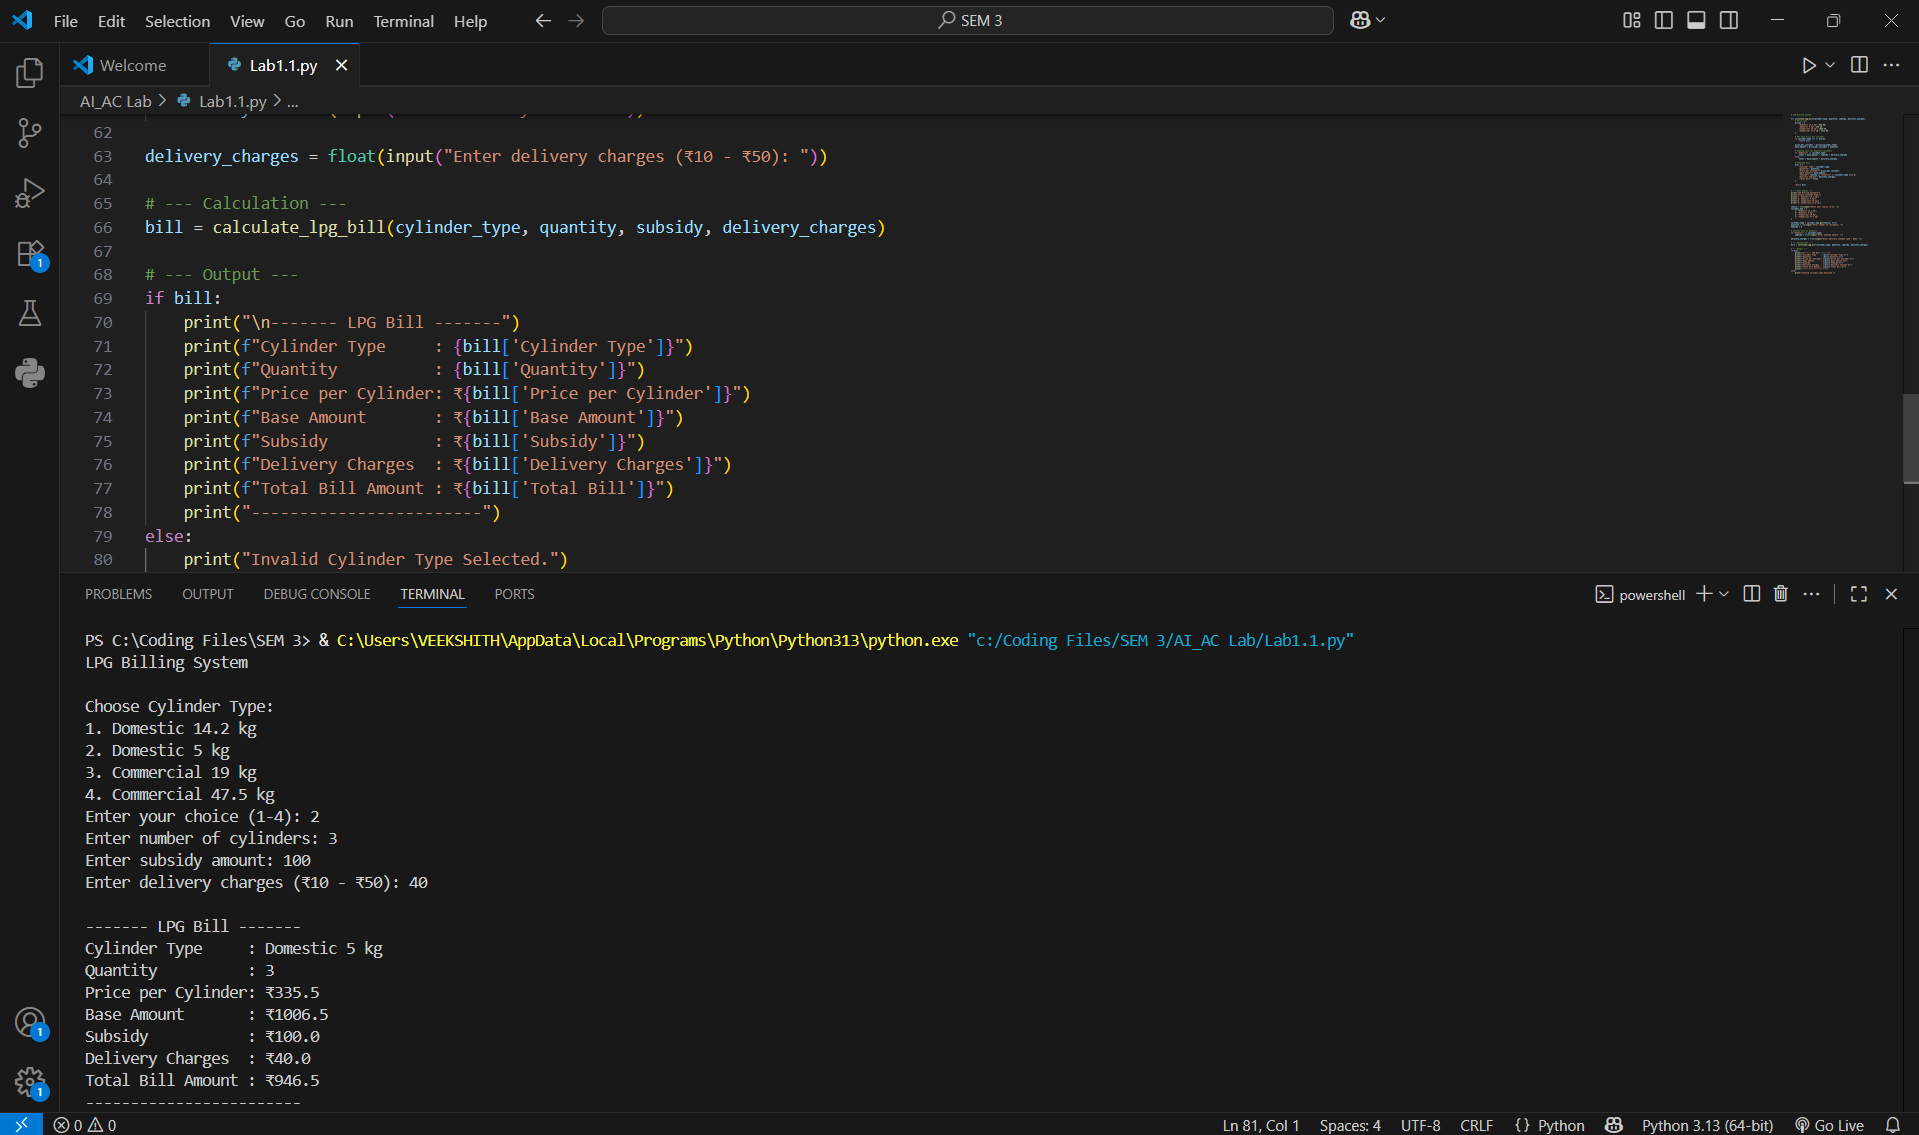 File Edit Selection View Go Run Terminal Help
SEM 3
Welcome
Lab1.1.py
AI_AC Lab > Lab1.1.py > ...
62
63 delivery_charges = float(input("Enter delivery charges (₹10 - ₹50): "))
64
65 # --- Calculation ---
66 bill = calculate_lpg_bill(cylinder_type, quantity, subsidy, delivery_charges)
67
68 # --- Output ---
69 if bill:
70     print("\n------- LPG Bill -------")
71     print(f"Cylinder Type     : {bill['Cylinder Type']}")
72     print(f"Quantity          : {bill['Quantity']}")
73     print(f"Price per Cylinder: ₹{bill['Price per Cylinder']}")
74     print(f"Base Amount       : ₹{bill['Base Amount']}")
75     print(f"Subsidy           : ₹{bill['Subsidy']}")
76     print(f"Delivery Charges  : ₹{bill['Delivery Charges']}")
77     print(f"Total Bill Amount : ₹{bill['Total Bill']}")
78     print("------------------------")
79 else:
80     print("Invalid Cylinder Type Selected.")
PROBLEMS OUTPUT DEBUG CONSOLE TERMINAL PORTS
powershell
PS C:\Coding Files\SEM 3> & C:\Users\VEEKSHITH\AppData\Local\Programs\Python\Python313\python.exe "c:/Coding Files/SEM 3/AI_AC Lab/Lab1.1.py"
LPG Billing System
Choose Cylinder Type:
1. Domestic 14.2 kg
2. Domestic 5 kg
3. Commercial 19 kg
4. Commercial 47.5 kg
Enter your choice (1-4): 2
Enter number of cylinders: 3
Enter subsidy amount: 100
Enter delivery charges (₹10 - ₹50): 40
------- LPG Bill -------
Cylinder Type     : Domestic 5 kg
Quantity          : 3
Price per Cylinder: ₹335.5
Base Amount       : ₹1006.5
Subsidy           : ₹100.0
Delivery Charges  : ₹40.0
Total Bill Amount : ₹946.5
------------------------
1
1
1
0 0 Ln 81, Col 1 Spaces: 4 UTF-8 CRLF {} Python Python 3.13 (64-bit) Go Live